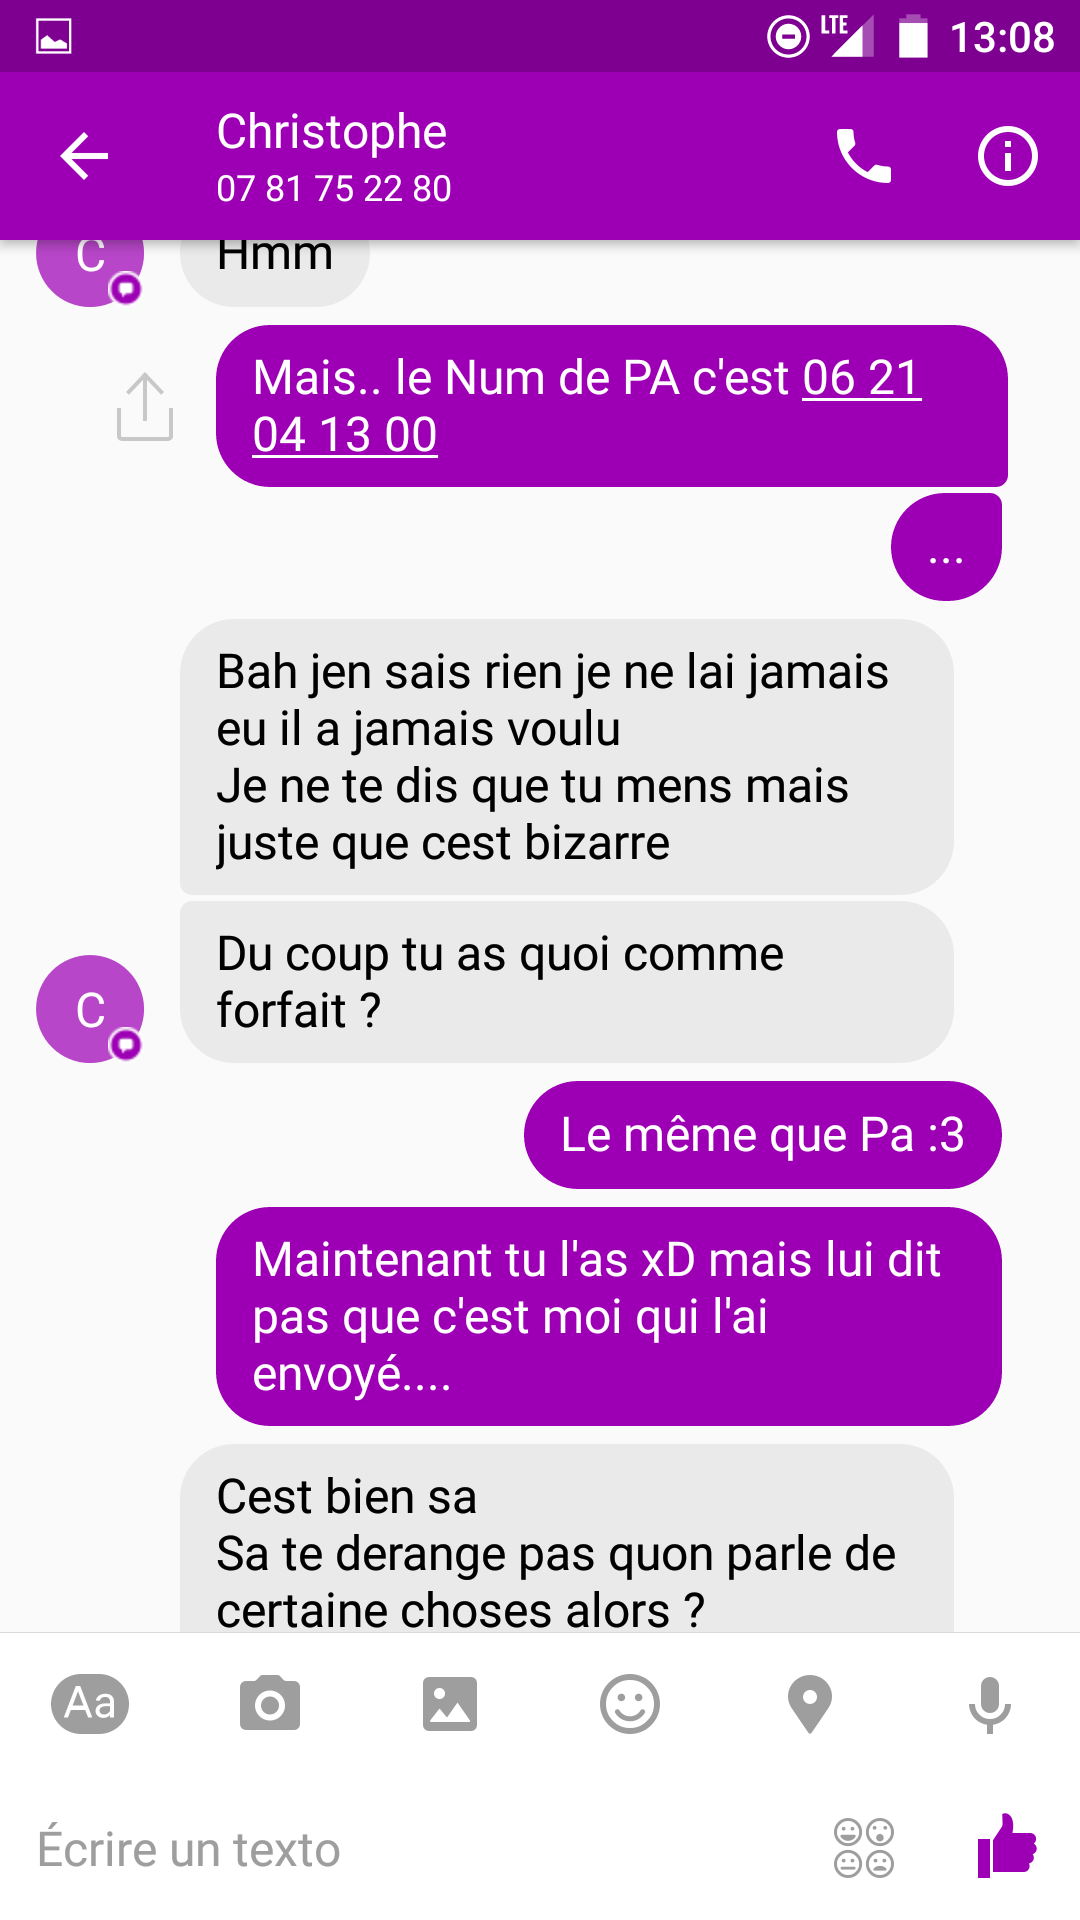 LTE 13:08
Christophe
07 81 75 22 80
C
Hmm
Mais.. le Num de PA c'est 06 21
04 13 00
...
Bah jen sais rien je ne lai jamais
eu il a jamais voulu
Je ne te dis que tu mens mais
juste que cest bizarre
Du coup tu as quoi comme
forfait ?
C
Le même que Pa :3
Maintenant tu l'as xD mais lui dit
pas que c'est moi qui l'ai
envoyé....
Cest bien sa
Sa te derange pas quon parle de
certaine choses alors ?
Aa
Écrire un texto